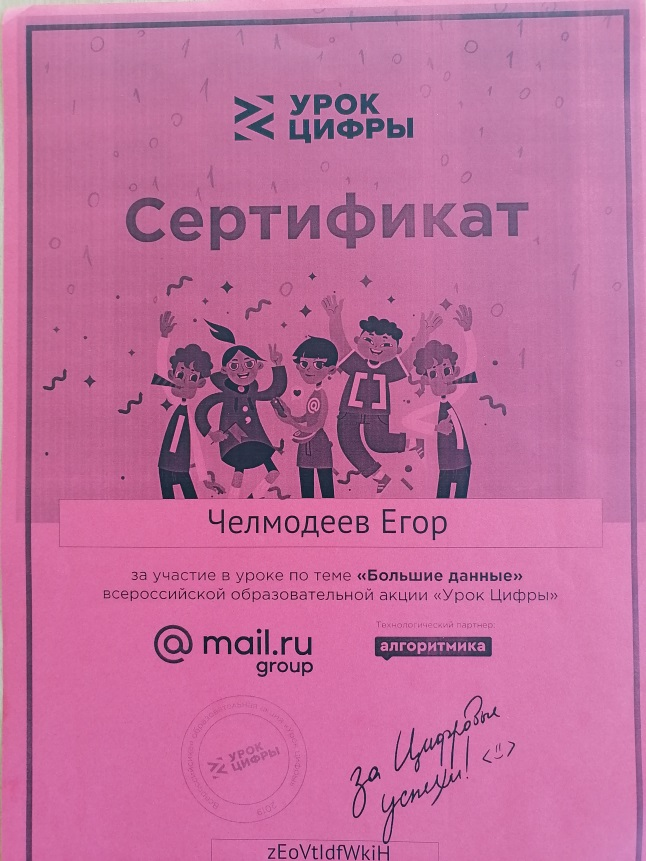 УРОК
ЦИФРЫ
Сертификат
Челмодеев Егор
за участие в уроке по теме «Большие данные»
всероссийской образовательной акции «Урок Цифры»
@mail.ru
group
Технологический партнер:
алгоритмика
УРОК
ЦИФРЫ
2019
за Цифровые
успехи!
zEoVtIdfWkiH